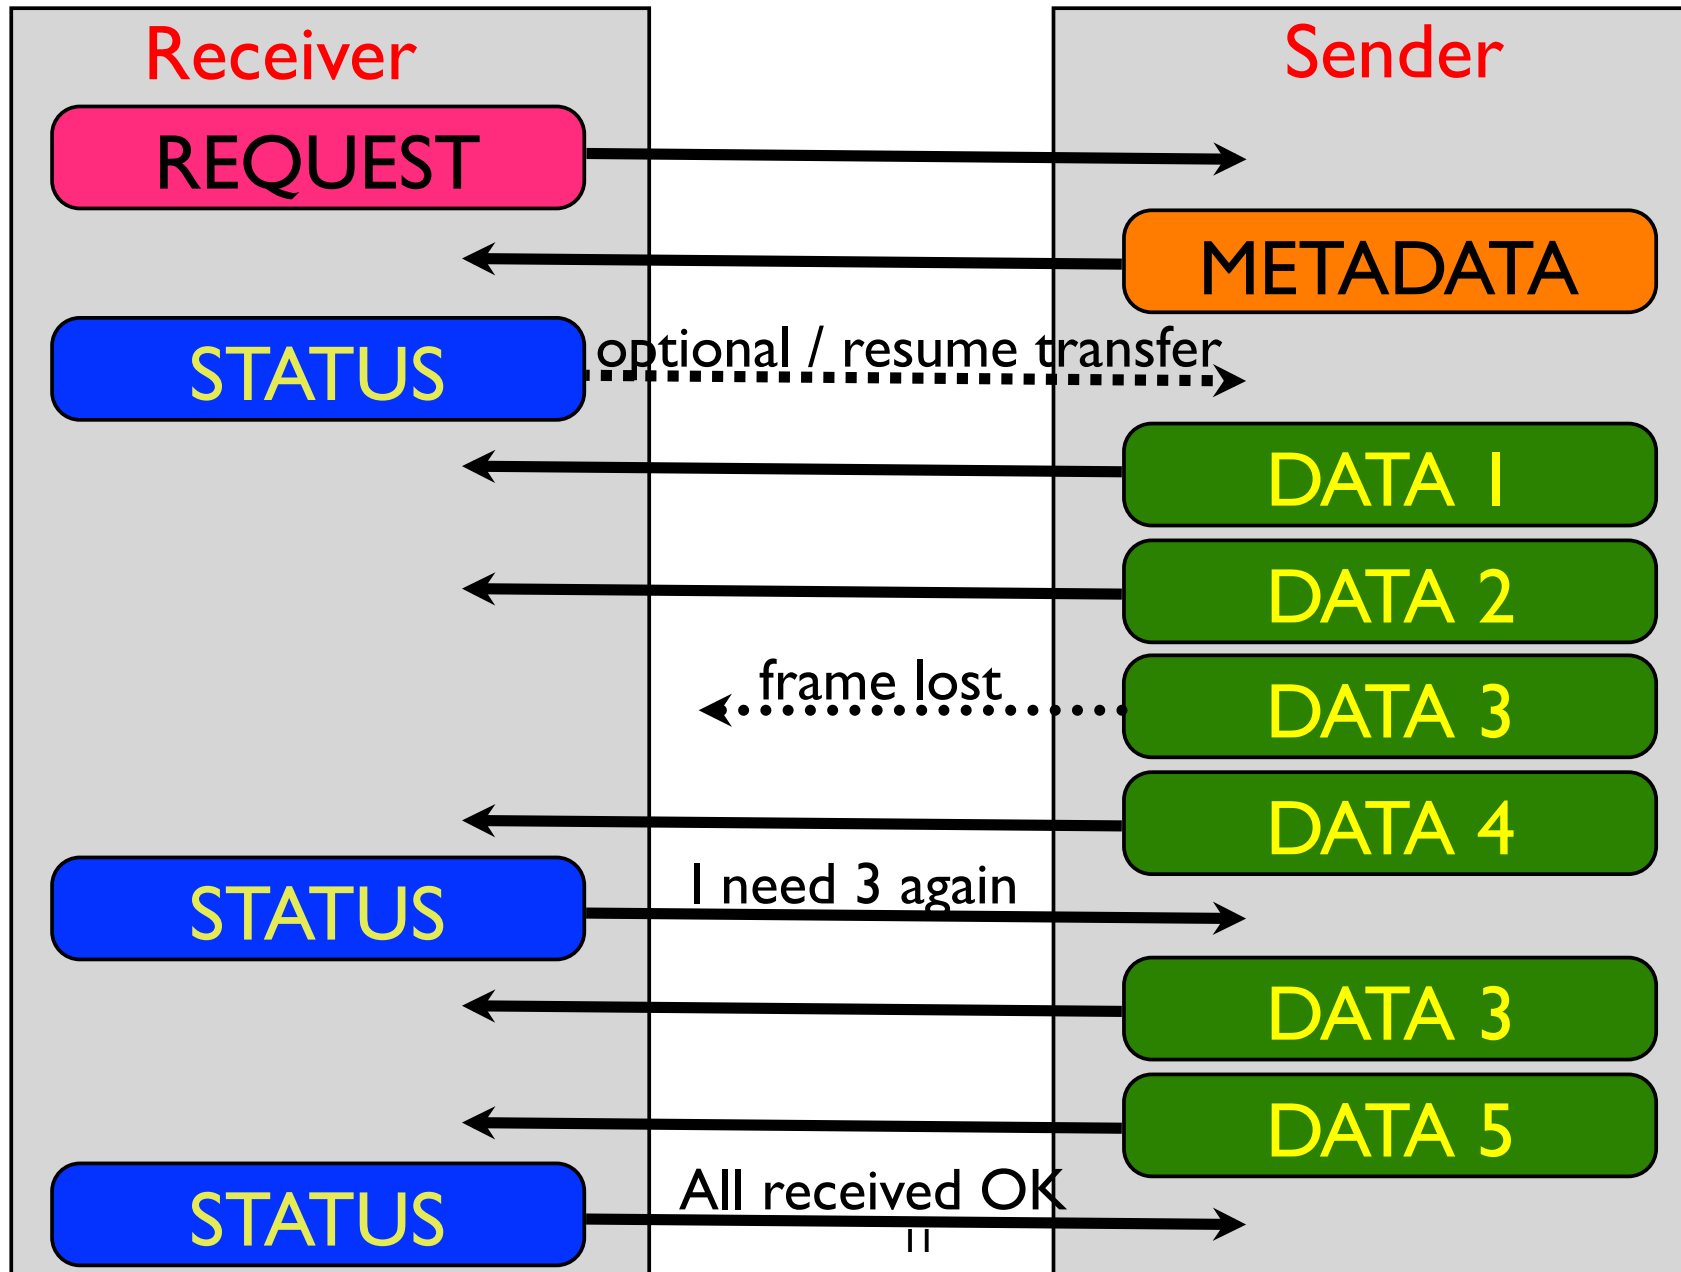 Receiver
Sender
REQUEST
METADATA
STATUS
optional / resume transfer
DATA 1
DATA 2
frame lost
DATA 3
DATA 4
STATUS
I need 3 again
DATA 3
DATA 5
STATUS
All received OK
11